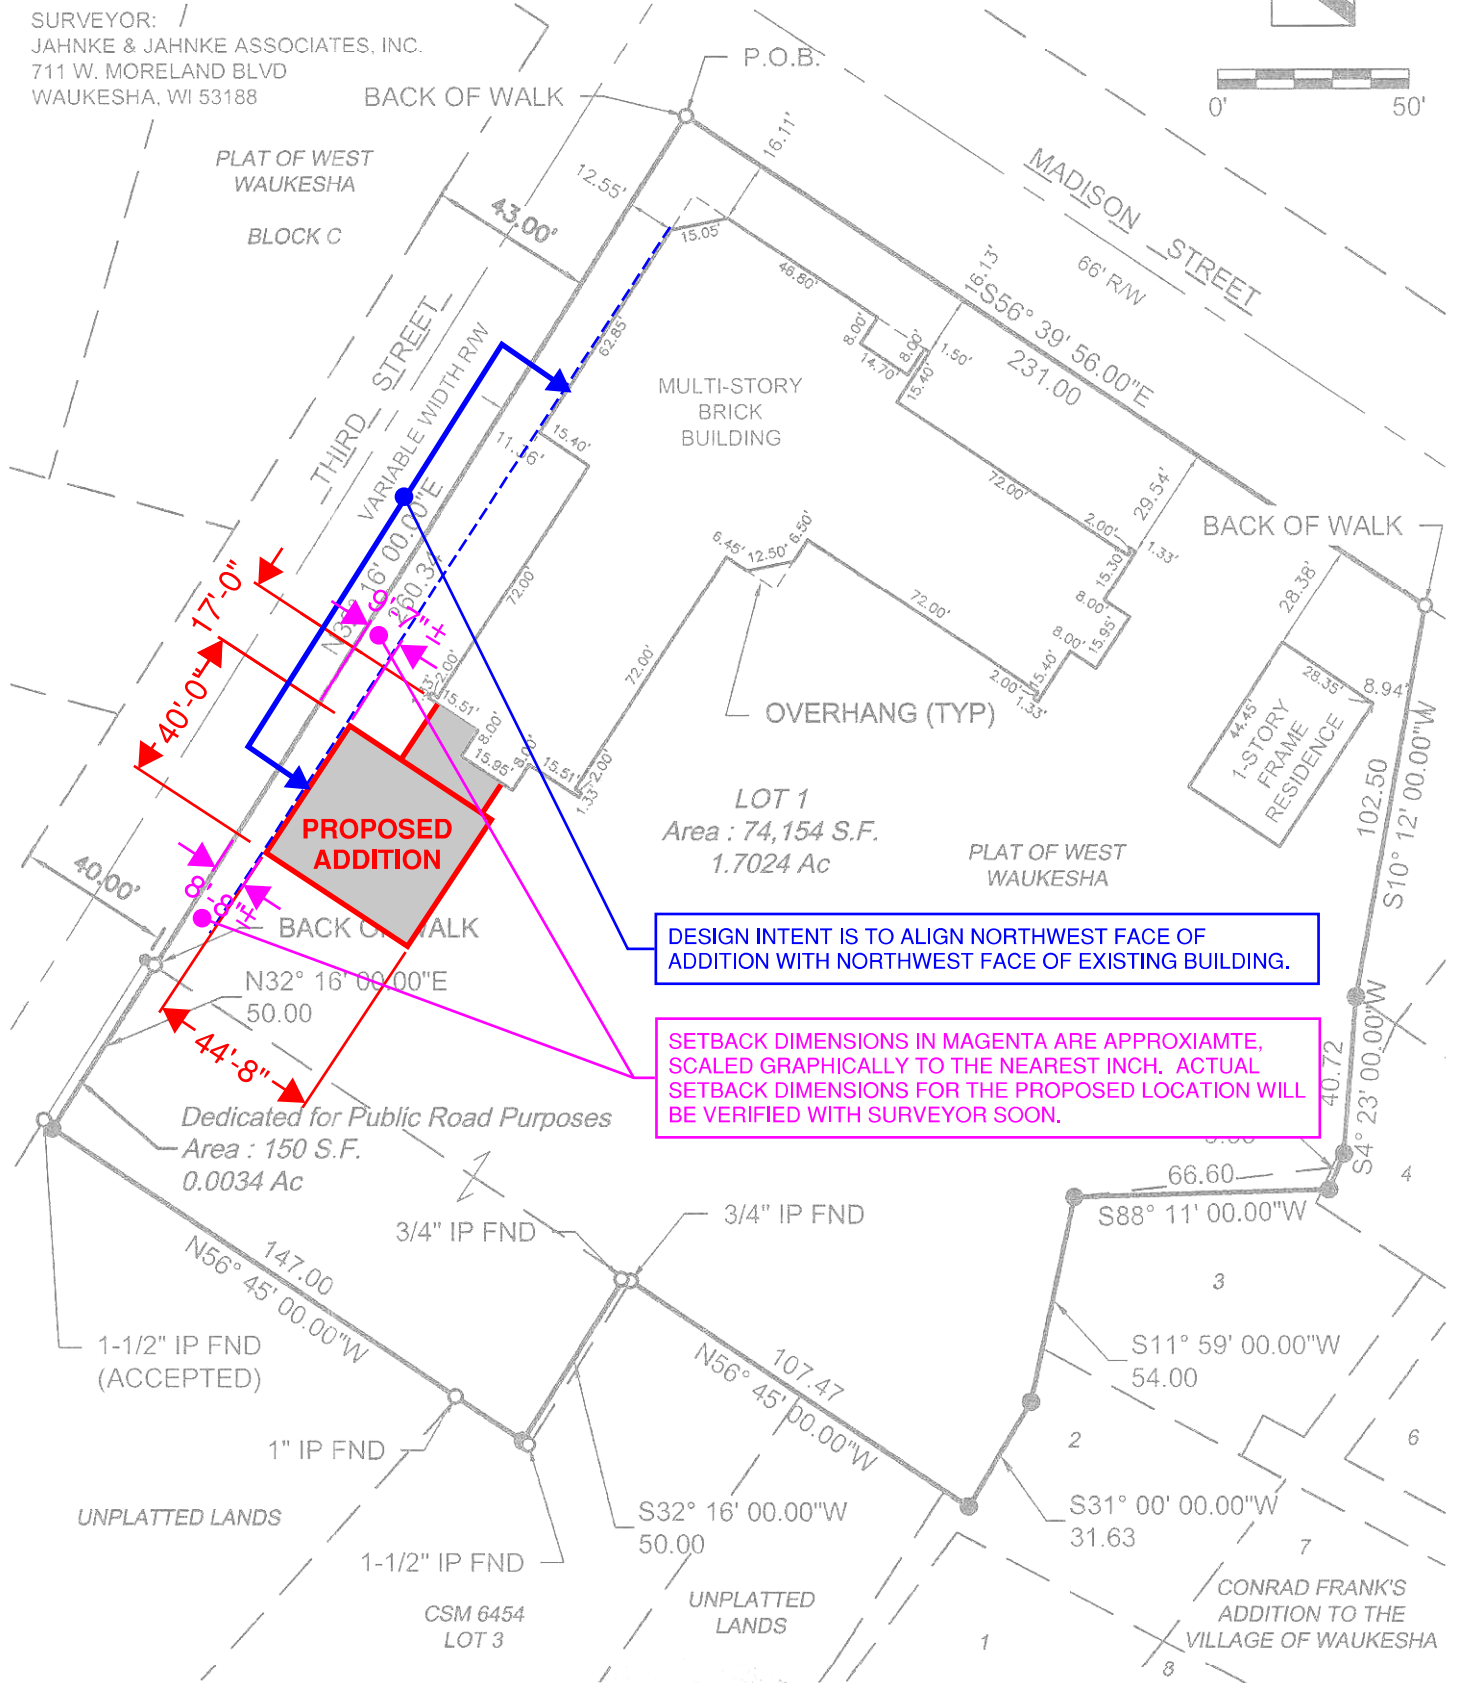 SURVEYOR:
JAHNKE & JAHNKE ASSOCIATES, INC.
711 W. MORELAND BLVD
WAUKESHA, WI 53188
P.O.B.
BACK OF WALK
0'
50'
PLAT OF WEST
WAUKESHA
BLOCK C
12.55'
16.11'
43.00'
15.05'
46.80'
MADISON STREET
66' R/W
16.13'
S56° 39' 56.00"E
231.00
THIRD STREET
VARIABLE WIDTH R/W
62.85'
8.00'
14.70'
8.00'
1.50'
15.40'
MULTI-STORY
BRICK
BUILDING
11.36'
15.40'
72.00'
72.00'
29.54'
2.00'
1.33'
BACK OF WALK
6.45'
12.50'
6.50'
15.30'
8.00'
15.95'
8.00'
15.40'
72.00'
2.00'
1.33'
28.38'
17'-0"
40'-0"
9'-7"±
260.34
72.00'
2.00'
15.51'
8.00'
15.95'
8.00'
15.51'
2.00'
1.33'
OVERHANG (TYP)
28.35'
8.94'
44.45'
1-STORY
FRAME
RESIDENCE
102.50
S10° 12' 00.00"W
LOT 1
Area : 74,154 S.F.
1.7024 Ac
PLAT OF WEST
WAUKESHA
PROPOSED
ADDITION
40.00'
8'-8"±
BACK OF WALK
N32° 16' 00.00"E
50.00
44'-8"
DESIGN INTENT IS TO ALIGN NORTHWEST FACE OF
ADDITION WITH NORTHWEST FACE OF EXISTING BUILDING.
SETBACK DIMENSIONS IN MAGENTA ARE APPROXIAMTE,
SCALED GRAPHICALLY TO THE NEAREST INCH. ACTUAL
SETBACK DIMENSIONS FOR THE PROPOSED LOCATION WILL
BE VERIFIED WITH SURVEYOR SOON.
40.72
S4° 23' 00.00"W
Dedicated for Public Road Purposes
Area : 150 S.F.
0.0034 Ac
66.60
S88° 11' 00.00"W
4
3/4" IP FND
3/4" IP FND
147.00
N56° 45' 00.00"W
3
1-1/2" IP FND
(ACCEPTED)
107.47
N56° 45' 00.00"W
S11° 59' 00.00"W
54.00
1" IP FND
2
6
UNPLATTED LANDS
S32° 16' 00.00"W
50.00
S31° 00' 00.00"W
31.63
7
1-1/2" IP FND
CSM 6454
LOT 3
UNPLATTED
LANDS
CONRAD FRANK'S
ADDITION TO THE
VILLAGE OF WAUKESHA
1
8